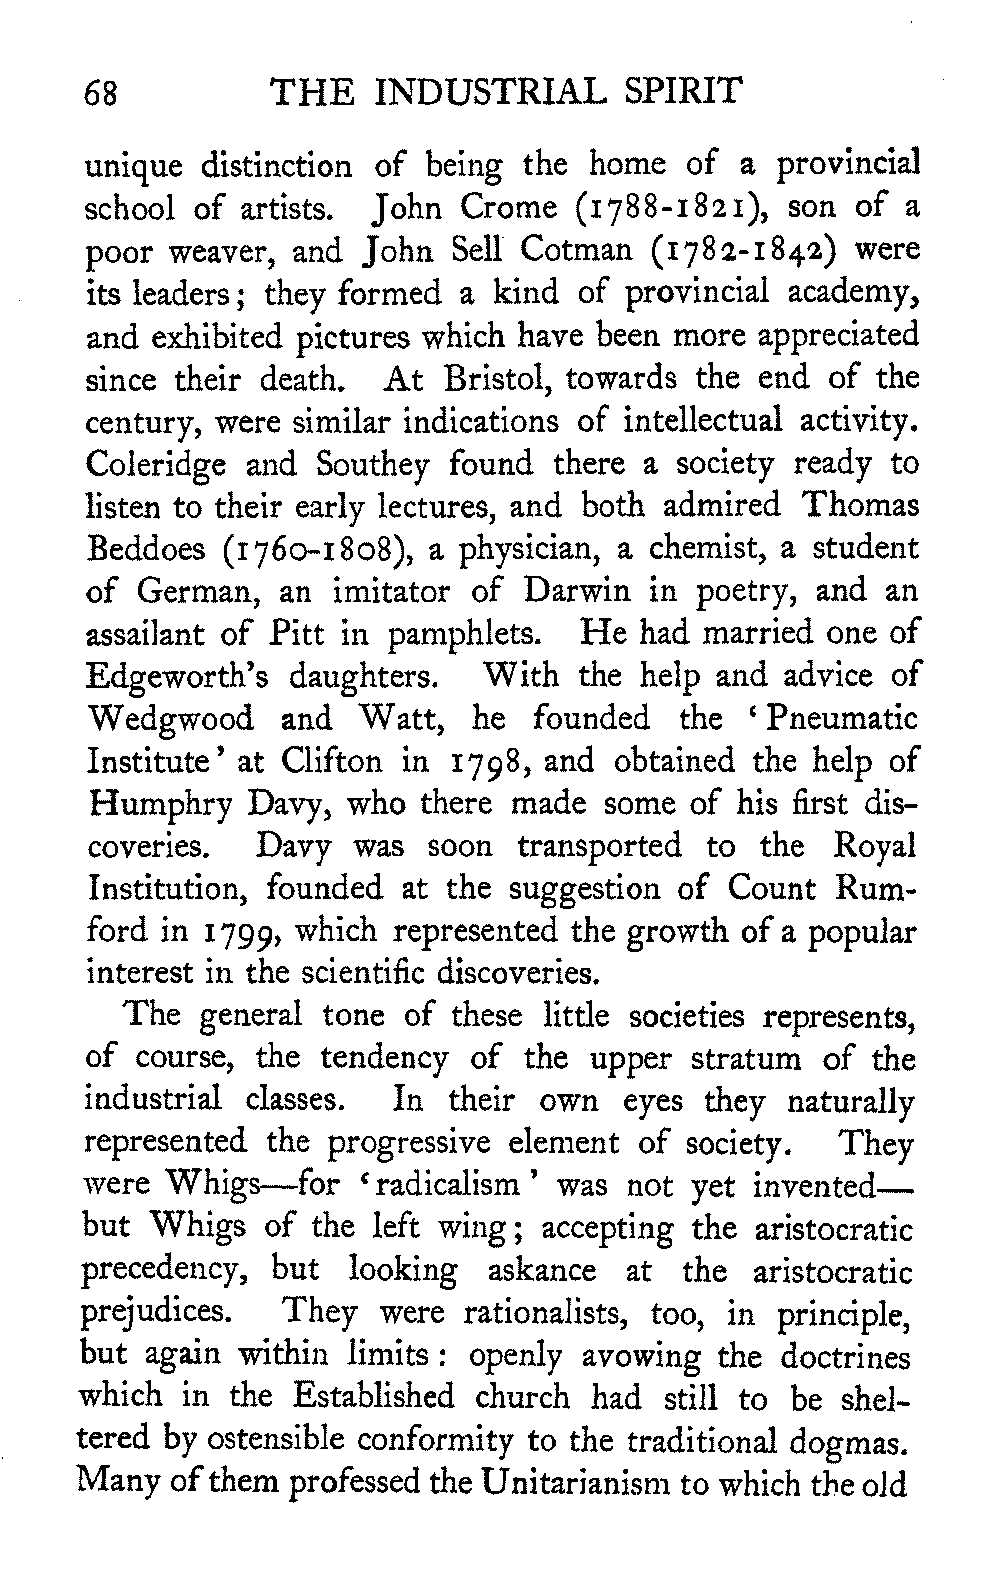 68 THE INDUSTRIAL SPIRIT
unique distinction of being the home of a provincial
school of artists. John Crome (1788-1821), son of a
poor weaver, and John Sell Cotman (1782-1842) were
its leaders; they formed a kind of provincial academy,
and exhibited pictures which have been more appreciated
since their death. At Bristol, towards the end of the
century, were similar indications of intellectual activity.
Coleridge and Southey found there a society ready to
listen to their early lectures, and both admired Thomas
Beddoes (1760-1808), a physician, a chemist, a student
of German, an imitator of Darwin in poetry, and an
assailant of Pitt in pamphlets. He had married one of
Edgeworth's daughters. With the help and advice of
Wedgwood and Watt, he founded the ‘Pneumatic
Institute’ at Clifton in 1798, and obtained the help of
Humphry Davy, who there made some of his first dis-
coveries. Davy was soon transported to the Royal
Institution, founded at the suggestion of Count Rum-
ford in 1799, which represented the growth of a popular
interest in the scientific discoveries.
The general tone of these little societies represents,
of course, the tendency of the upper stratum of the
industrial classes. In their own eyes they naturally
represented the progressive element of society. They
were Whigs—for ‘radicalism’ was not yet invented—
but Whigs of the left wing; accepting the aristocratic
precedency, but looking askance at the aristocratic
prejudices. They were rationalists, too, in principle,
but again within limits: openly avowing the doctrines
which in the Established church had still to be shel-
tered by ostensible conformity to the traditional dogmas.
Many of them professed the Unitarianism to which the old